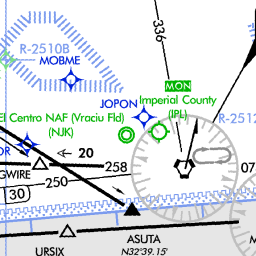 336
R-2510B
MOBME
MON
JOPON
Imperial County
(IPL)
El Centro NAF (Vraciu Fld)
(NJK)
R-2512
OR
20
258
GWIRE
250
07
30
ASUTA
URSIX
N32°39.15'